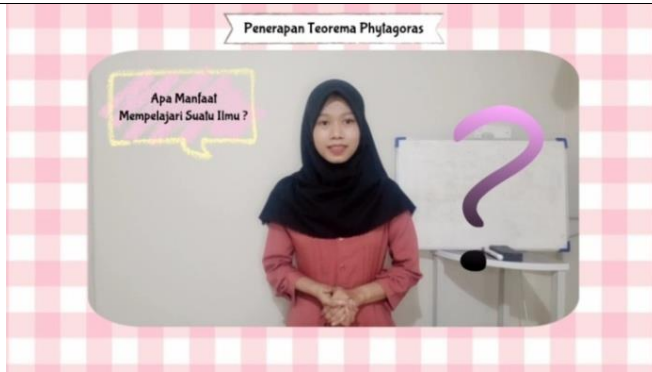 Penerapan Teorema Phytagoras
Apa Manfaat
Mempelajari Suatu Ilmu ?
?